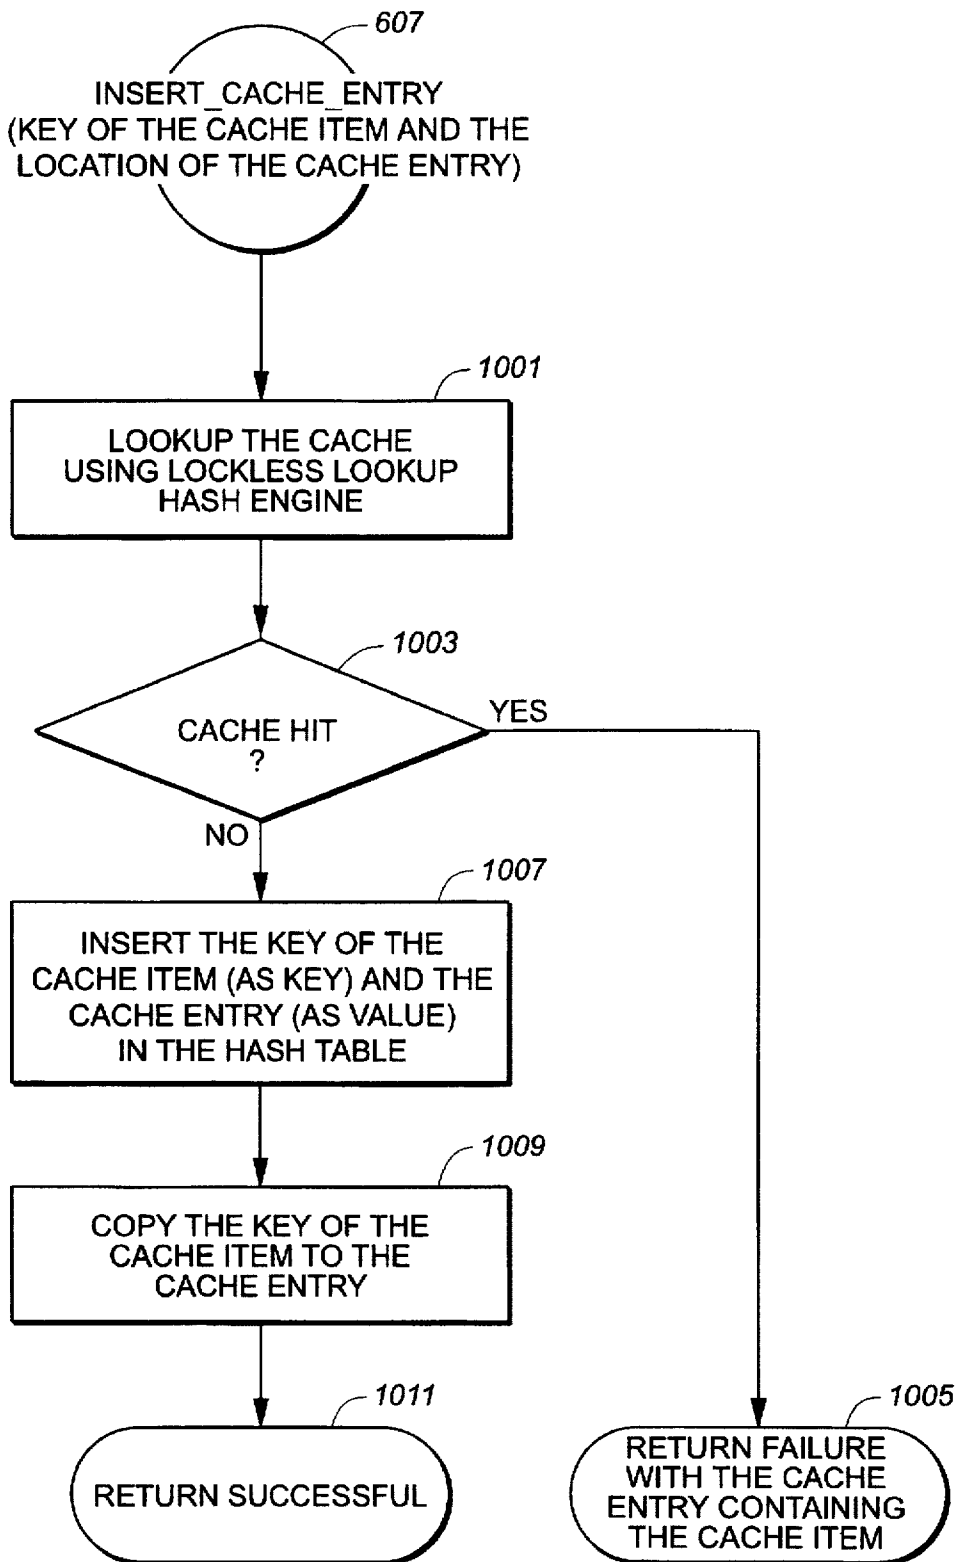 607
INSERT_CACHE_ENTRY
(KEY OF THE CACHE ITEM AND THE
LOCATION OF THE CACHE ENTRY)
1001
LOOKUP THE CACHE
USING LOCKLESS LOOKUP
HASH ENGINE
1003
CACHE HIT
?
YES
NO
1007
INSERT THE KEY OF THE
CACHE ITEM (AS KEY) AND THE
CACHE ENTRY (AS VALUE)
IN THE HASH TABLE
1009
COPY THE KEY OF THE
CACHE ITEM TO THE
CACHE ENTRY
1011
RETURN SUCCESSFUL
1005
RETURN FAILURE
WITH THE CACHE
ENTRY CONTAINING
THE CACHE ITEM